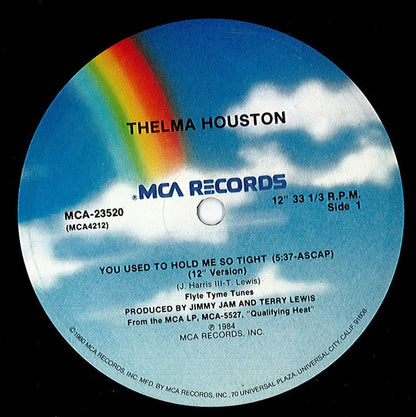 THELMA HOUSTON
MCA RECORDS
MCA-23520
(MCA4212)
12" 33 1/3 R.P.M.
Side 1
YOU USED TO HOLD ME SO TIGHT (5:37-ASCAP)
(12" Version)
(J. Harris III-T. Lewis)
Flyte Tyme Tunes
PRODUCED BY JIMMY JAM AND TERRY LEWIS
From the MCA LP, MCA-5527, "Qualifying Heat"
℗ 1984
MCA RECORDS, INC.
©1980 MCA RECORDS, INC. MFD. BY MCA RECORDS, INC., 70 UNIVERSAL PLAZA, UNIVERSAL CITY, CALIF. 91608